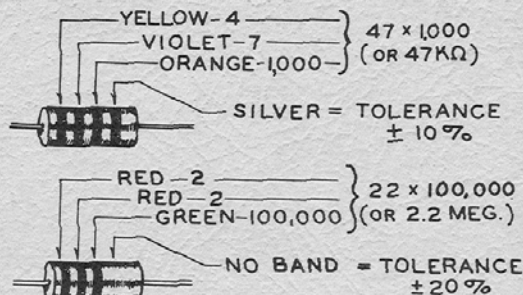 YELLOW-4
VIOLET-7
ORANGE-1,000
47 x 1,000
(OR 47KΩ)
SILVER = TOLERANCE
± 10%
RED-2
RED-2
GREEN-100,000
22 x 100,000
(OR 2.2 MEG.)
NO BAND = TOLERANCE
± 20%